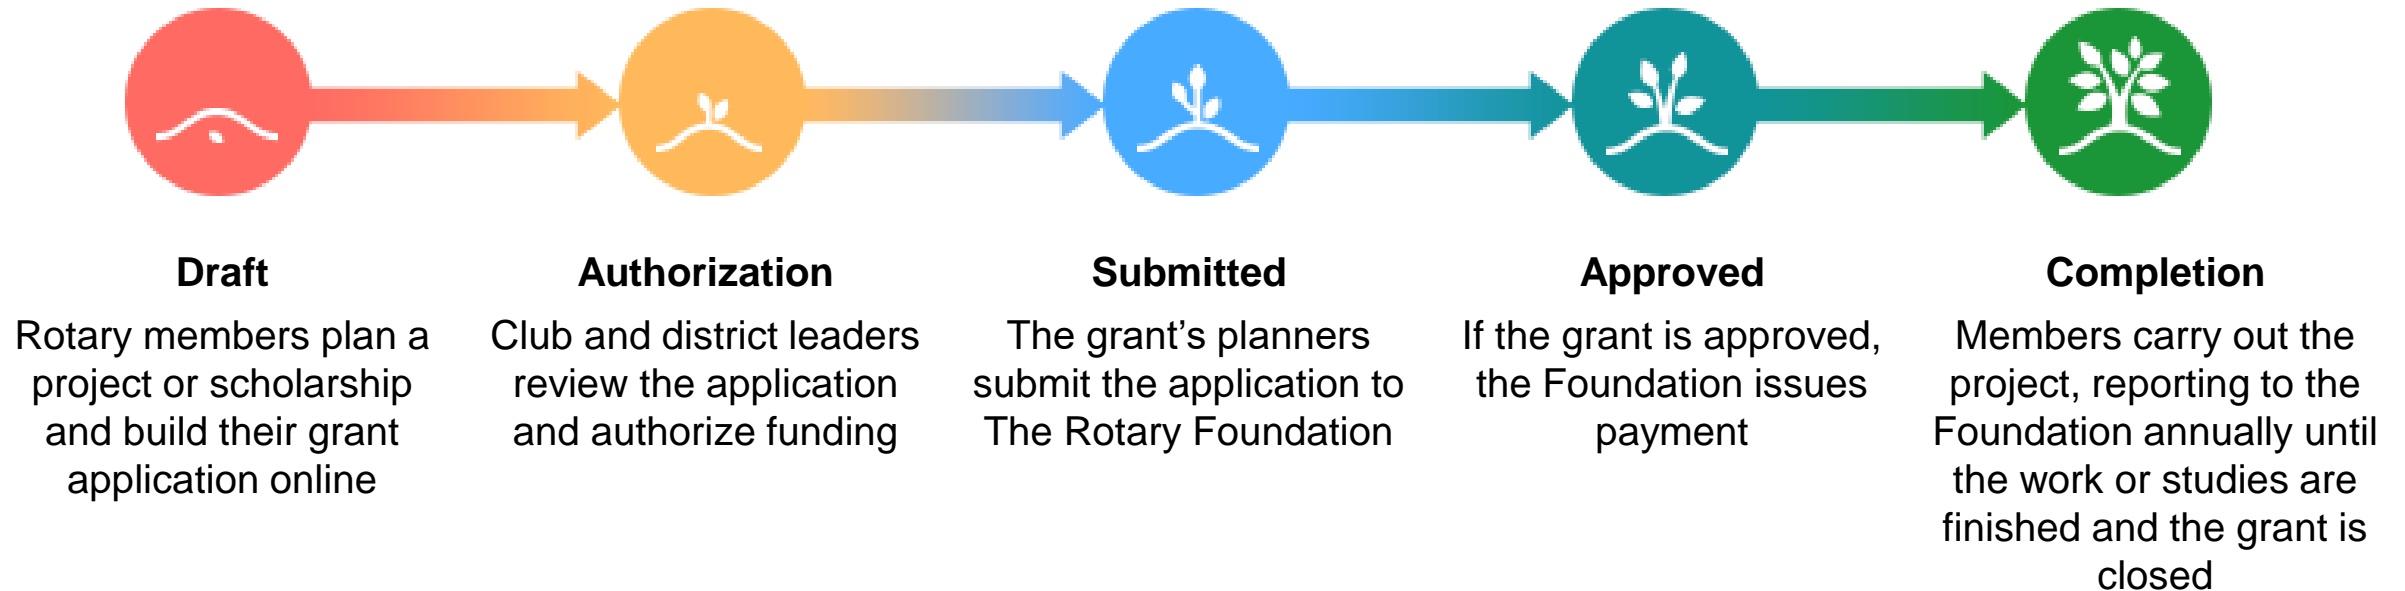 Draft
Rotary members plan a
project or scholarship
and build their grant
application online
Authorization
Club and district leaders
review the application
and authorize funding
Submitted
The grant’s planners
submit the application to
The Rotary Foundation
Approved
If the grant is approved,
the Foundation issues
payment
Completion
Members carry out the
project, reporting to the
Foundation annually until
the work or studies are
finished and the grant is
closed